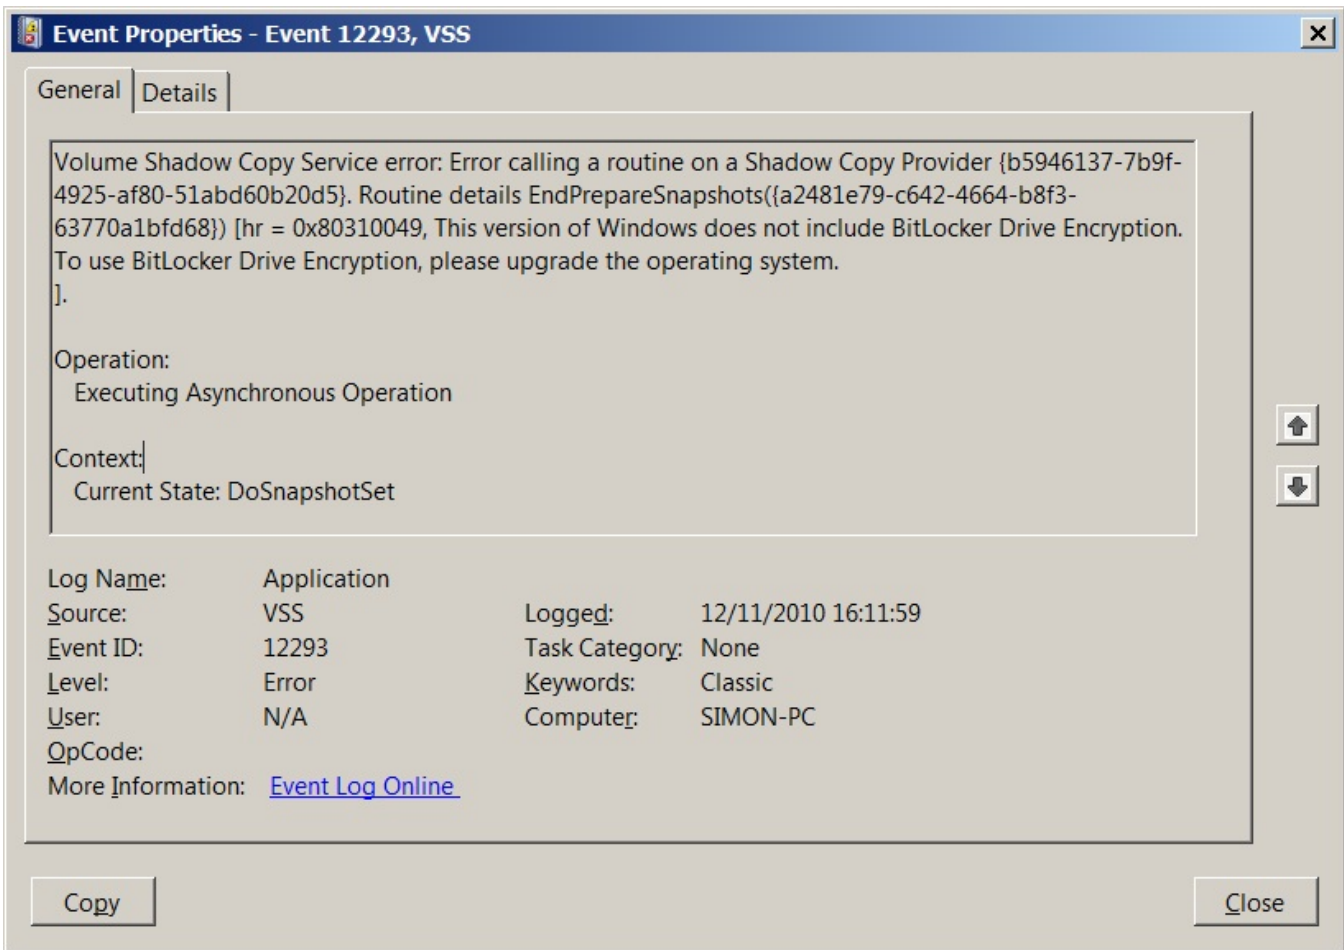 Event Properties - Event 12293, VSS
General
Details
Volume Shadow Copy Service error: Error calling a routine on a Shadow Copy Provider {b5946137-7b9f-
4925-af80-51abd60b20d5}. Routine details EndPrepareSnapshots({a2481e79-c642-4664-b8f3-
63770a1bfd68}) [hr = 0x80310049, This version of Windows does not include BitLocker Drive Encryption.
To use BitLocker Drive Encryption, please upgrade the operating system.
].
Operation:
Executing Asynchronous Operation
Context:
Current State: DoSnapshotSet
Log Name: Application
Source: VSS Logged: 12/11/2010 16:11:59
Event ID: 12293 Task Category: None
Level: Error Keywords: Classic
User: N/A Computer: SIMON-PC
OpCode:
More Information: Event Log Online
Copy Close